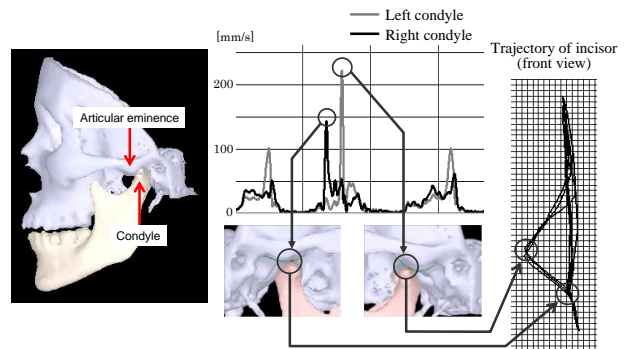 Left condyle
Right condyle
[mm/s]
Trajectory of incisor
(front view)
Articular eminence
Condyle
200
100
0